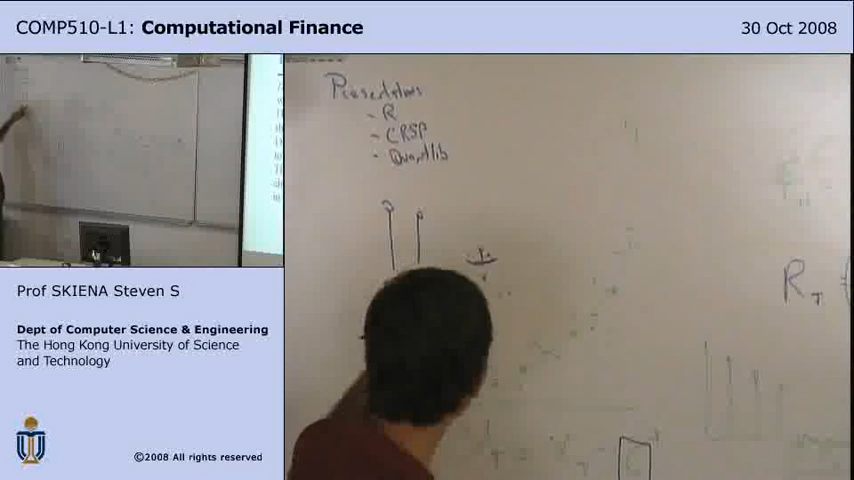 COMP510-L1: Computational Finance
30 Oct 2008
Presentations
- R
- CRSP
- Quantlib
R
Prof SKIENA Steven S
Dept of Computer Science & Engineering
The Hong Kong University of Science
and Technology
©2008 All rights reserved